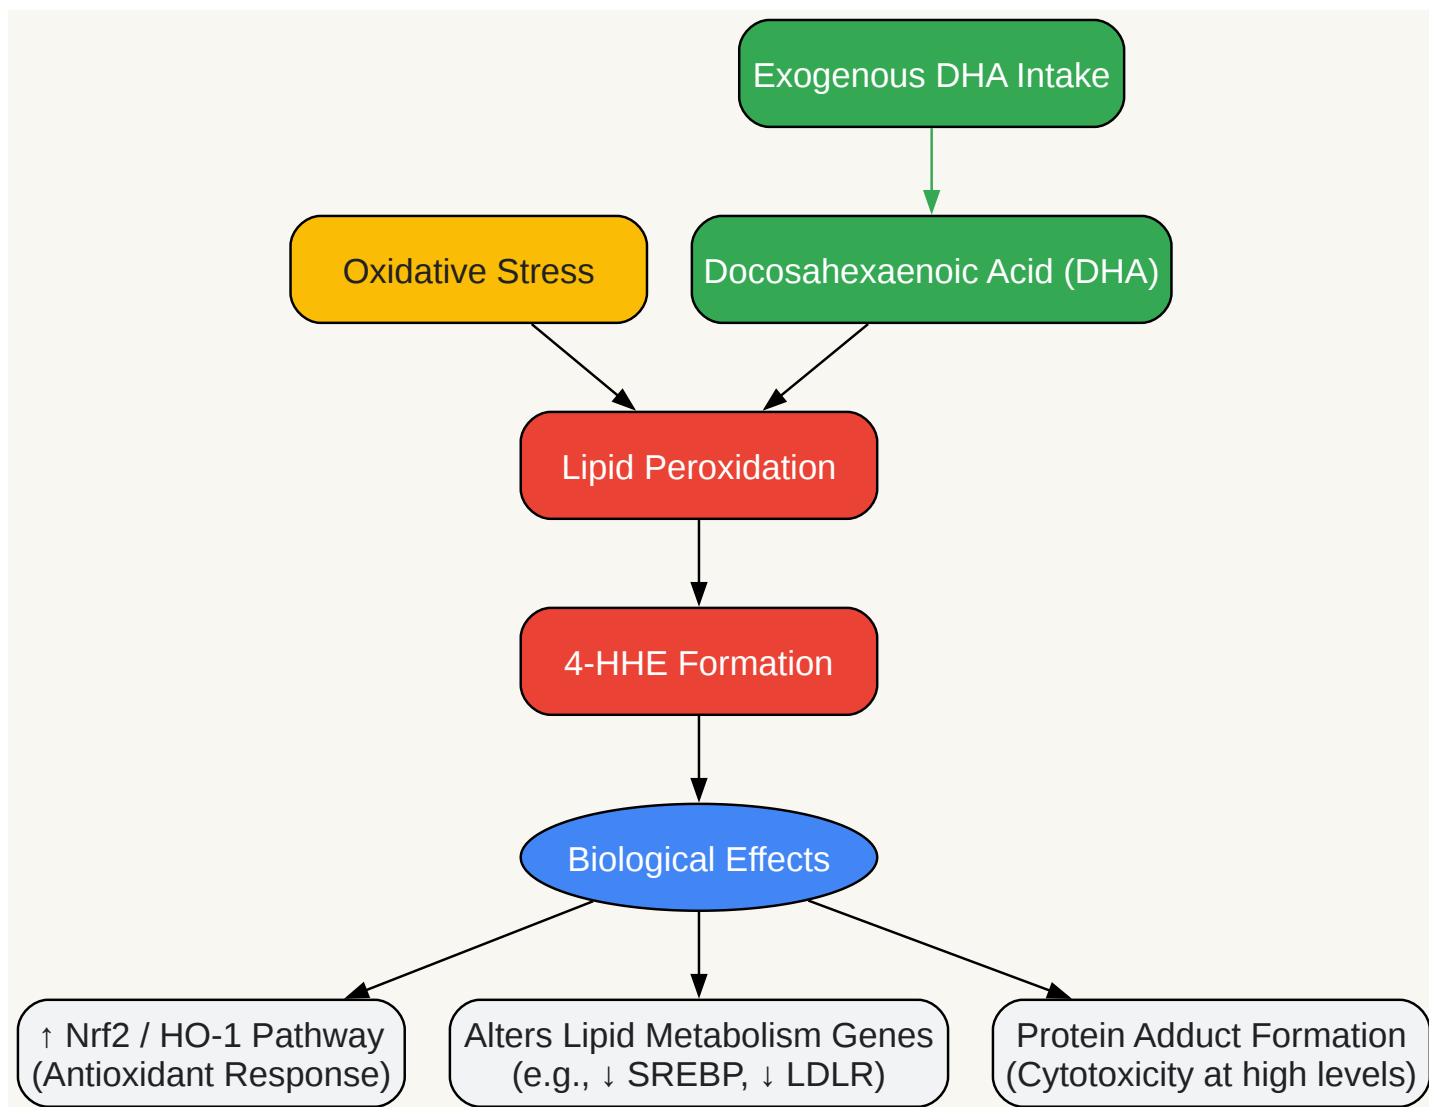 Exogenous DHA Intake
Oxidative Stress
Docosahexaenoic Acid (DHA)
Lipid Peroxidation
4-HHE Formation
Biological Effects
↑ Nrf2 / HO-1 Pathway
(Antioxidant Response)
Alters Lipid Metabolism Genes
(e.g., ↓ SREBP, ↓ LDLR)
Protein Adduct Formation
(Cytotoxicity at high levels)